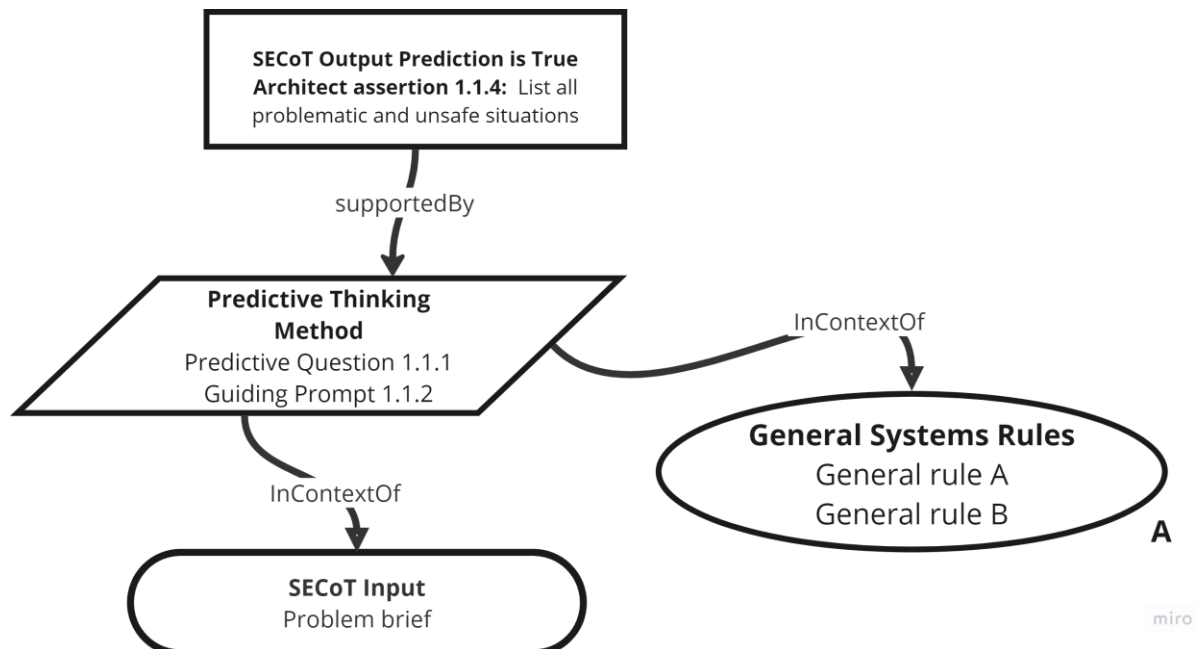 SECoT Output Prediction is True
Architect assertion 1.1.4: List all
problematic and unsafe situations
supportedBy
Predictive Thinking
Method
Predictive Question 1.1.1
Guiding Prompt 1.1.2
InContextOf
General Systems Rules
General rule A
General rule B
A
InContextOf
SECoT Input
Problem brief
miro